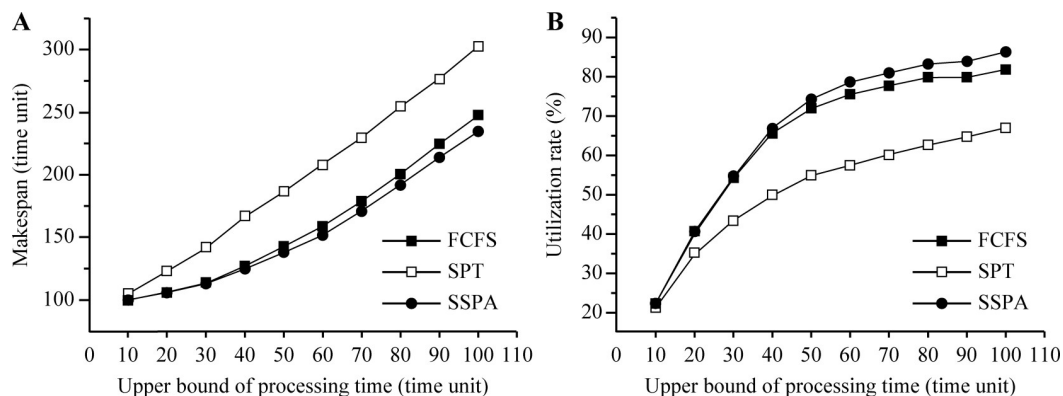 A
Makespan (time unit)
300
250
200
150
100
FCFS
SPT
SSPA
0 10 20 30 40 50 60 70 80 90 100 110
Upper bound of processing time (time unit)
B
Utilization rate (%)
90
80
70
60
50
40
30
20
FCFS
SPT
SSPA
0 10 20 30 40 50 60 70 80 90 100 110
Upper bound of processing time (time unit)